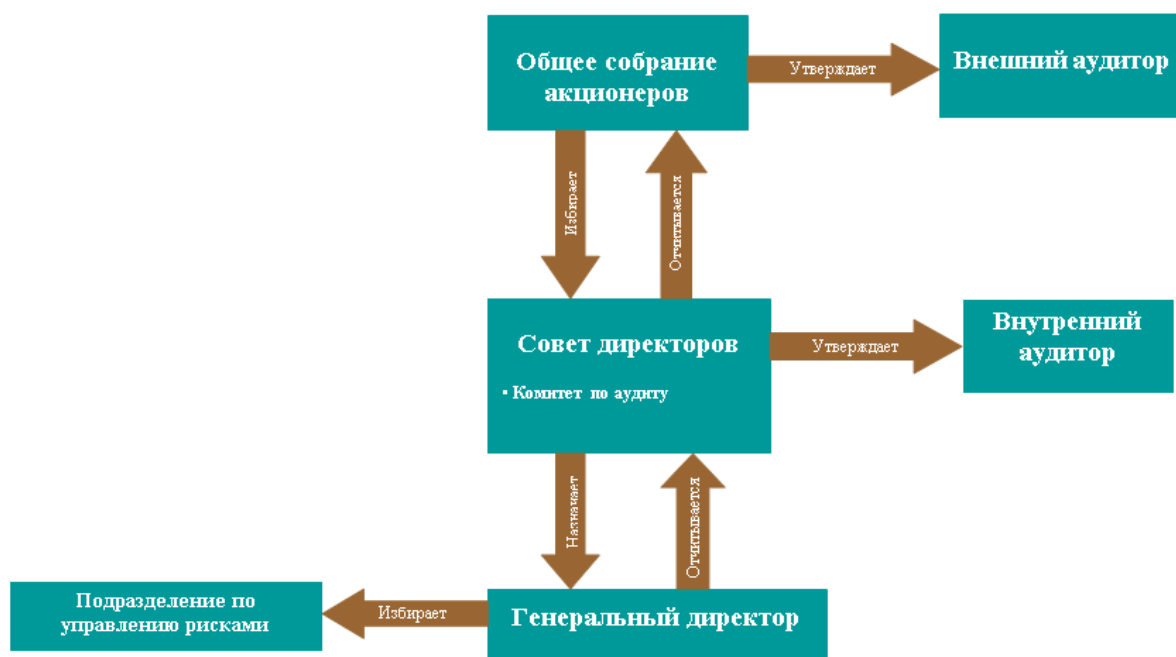 Общее собрание
акционеров
Утверждает
Внешний аудитор
Избирает
Отчитывается
Совет директоров
▪ Комитет по аудиту
Утверждает
Внутренний
аудитор
Назначает
Отчитывается
Подразделение по
управлению рисками
Избирает
Генеральный директор